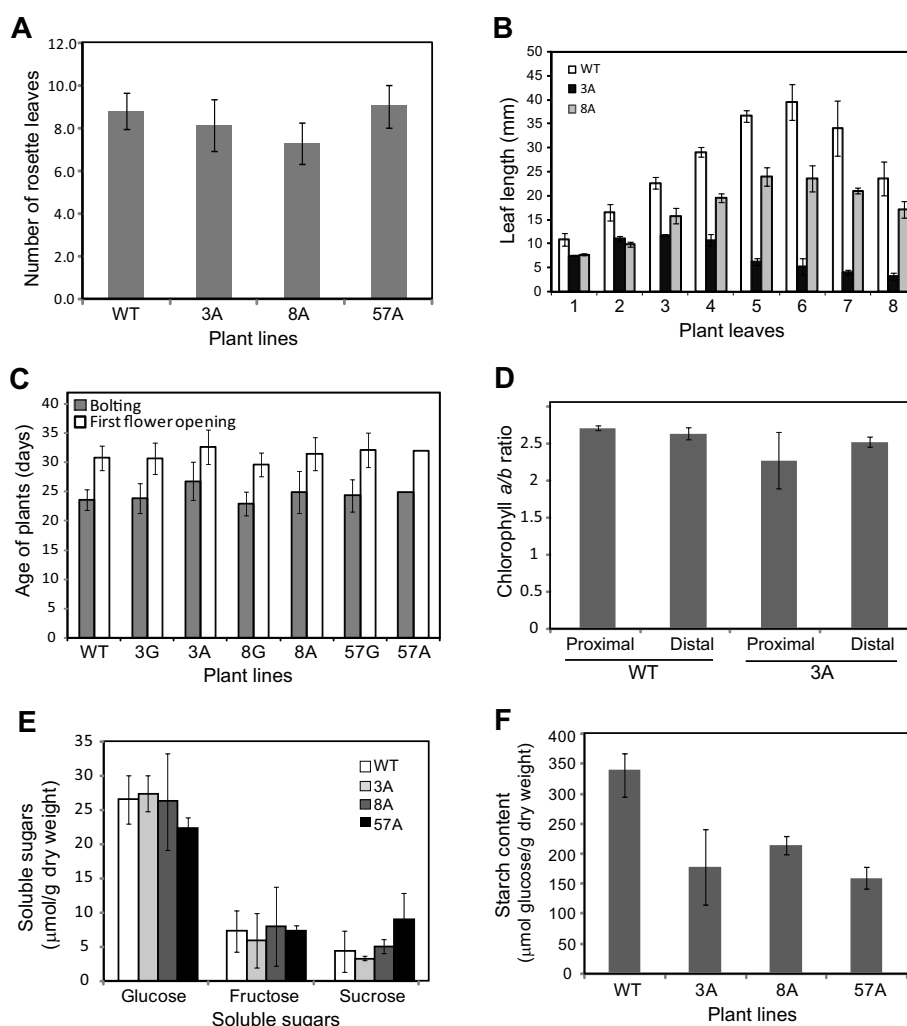 A
Number of rosette leaves
12.0
10.0
8.0
6.0
4.0
2.0
0.0
WT 3A 8A 57A
Plant lines
B
Leaf length (mm)
50
45
40
35
30
25
20
15
10
5
0
WT
3A
8A
1 2 3 4 5 6 7 8
Plant leaves
C
Age of plants (days)
40
35
30
25
20
15
10
5
0
Bolting
First flower opening
WT 3G 3A 8G 8A 57G 57A
Plant lines
D
Chlorophyll a/b ratio
2.5
2
1.5
1
0.5
0
Proximal Distal Proximal Distal
WT 3A
E
Soluble sugars
(µmol/g dry weight)
35
30
25
20
15
10
5
0
WT
3A
8A
57A
Glucose Fructose Sucrose
Soluble sugars
F
Starch content
(µmol glucose/g dry weight)
400
350
300
250
200
150
100
50
0
WT 3A 8A 57A
Plant lines